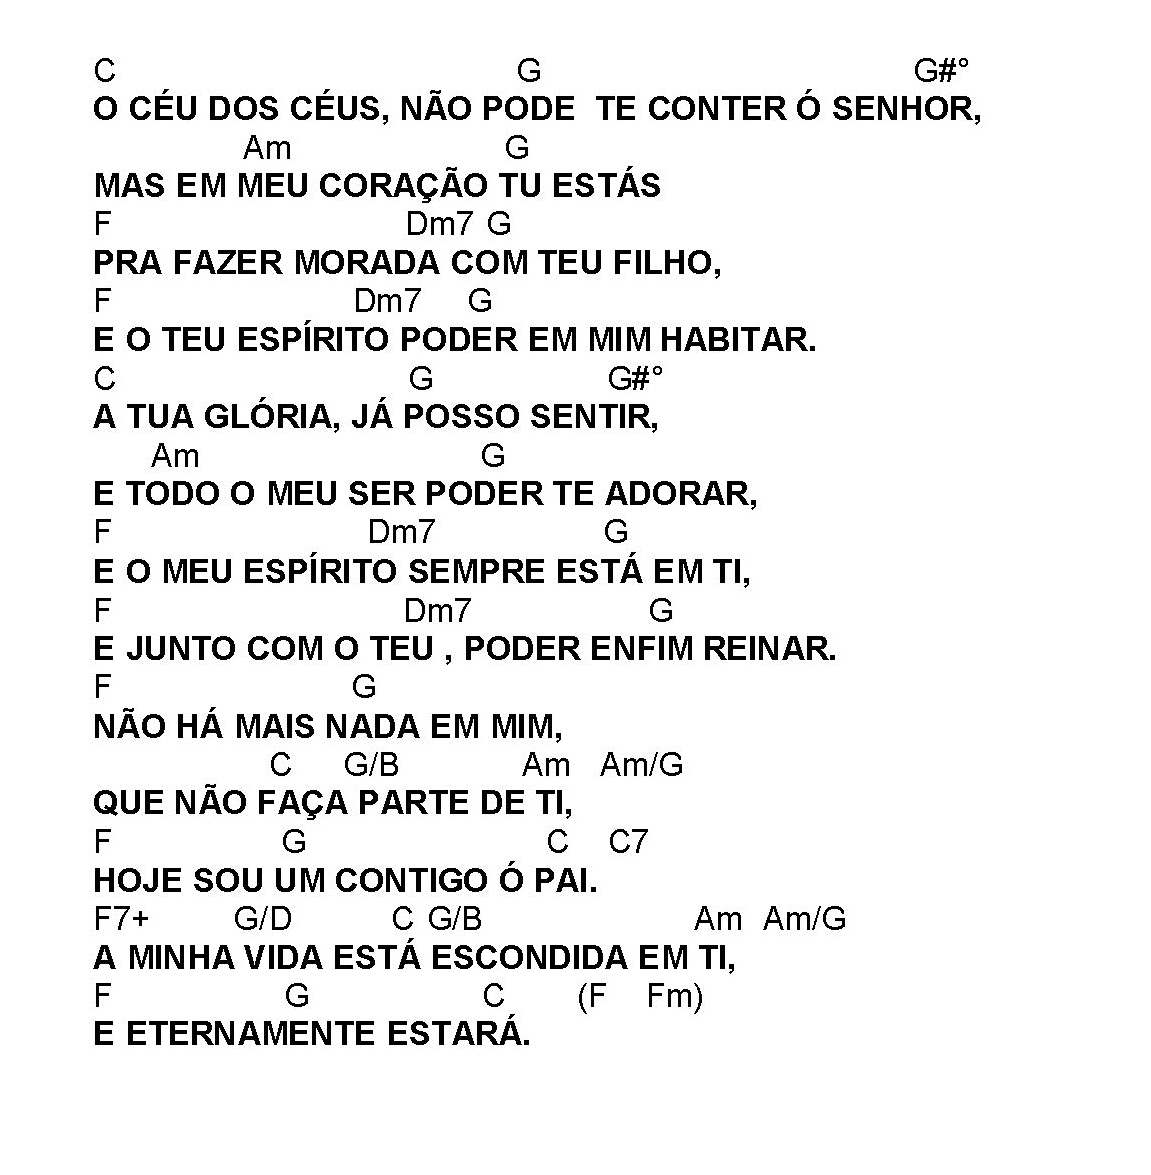 C G G#°
O CÉU DOS CÉUS, NÃO PODE TE CONTER Ó SENHOR,
Am G
MAS EM MEU CORAÇÃO TU ESTÁS
F Dm7 G
PRA FAZER MORADA COM TEU FILHO,
F Dm7 G
E O TEU ESPÍRITO PODER EM MIM HABITAR.
C G G#°
A TUA GLÓRIA, JÁ POSSO SENTIR,
Am G
E TODO O MEU SER PODER TE ADORAR,
F Dm7 G
E O MEU ESPÍRITO SEMPRE ESTÁ EM TI,
F Dm7 G
E JUNTO COM O TEU , PODER ENFIM REINAR.
F G
NÃO HÁ MAIS NADA EM MIM,
C G/B Am Am/G
QUE NÃO FAÇA PARTE DE TI,
F G C C7
HOJE SOU UM CONTIGO Ó PAI.
F7+ G/D C G/B Am Am/G
A MINHA VIDA ESTÁ ESCONDIDA EM TI,
F G C (F Fm)
E ETERNAMENTE ESTARÁ.